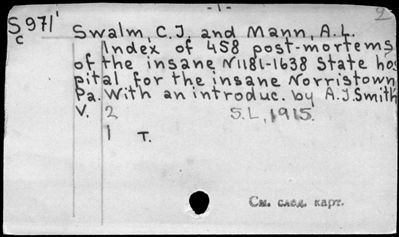 - 1 -
2
S 971
c
Swalm, C.J. and Mann, A.L.
Index of 458 post-mortems
of the insane N1181-1638 State hos
pital for the insane Norristown
Pa. With an introduc. by A.J.Smith
V. 2 S.L., 1915.
1 T.
См. след. карт.